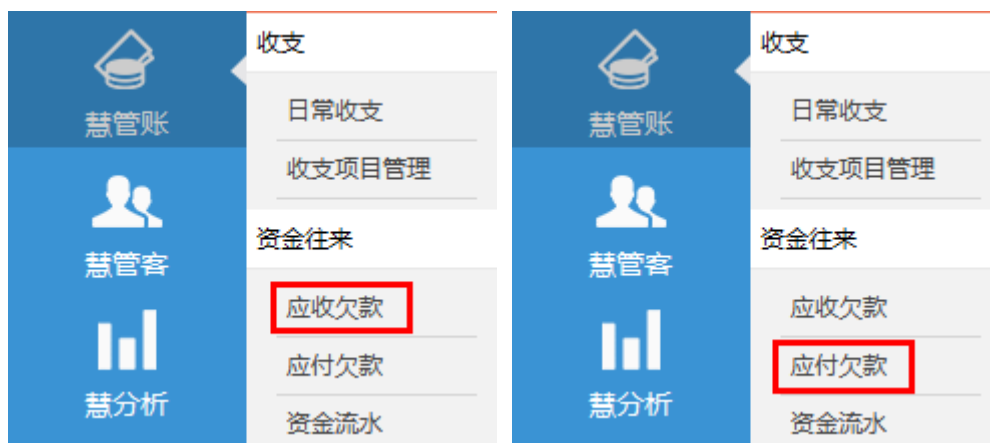 慧管账
慧管客
慧分析
收支
日常收支
收支项目管理
资金往来
应收欠款
应付欠款
资金流水
慧管账
慧管客
慧分析
收支
日常收支
收支项目管理
资金往来
应收欠款
应付欠款
资金流水